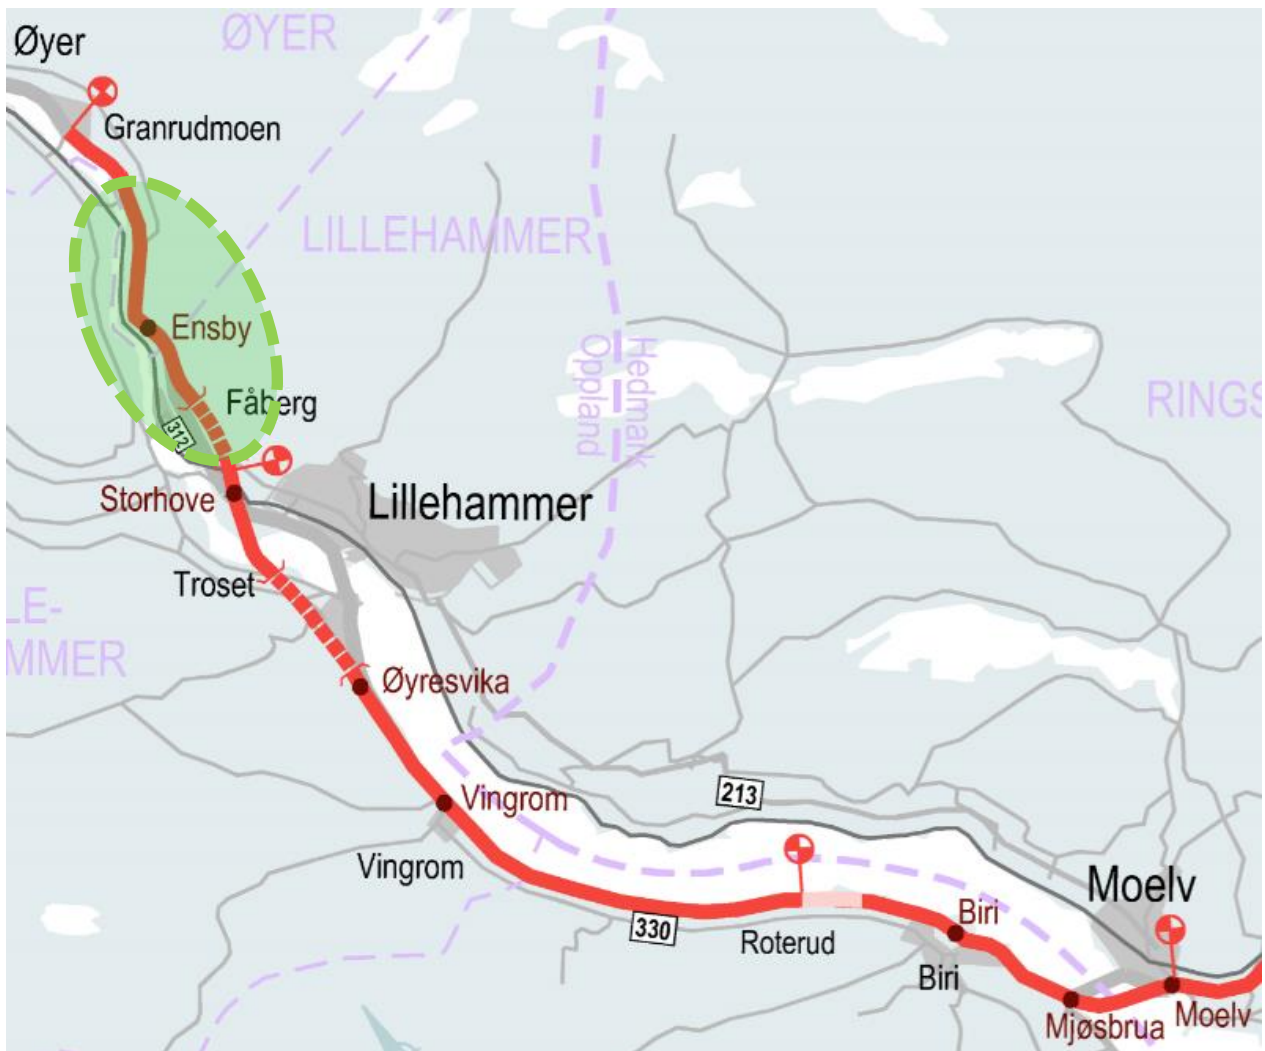 Øyer
ØYER
Granrudmoen
LILLEHAMMER
Ensby
Hedmark
Oppland
Fåberg
RINGS
312
Storhove
Lillehammer
Troset
LE-
MMER
Øyresvika
213
Vingrom
Vingrom
Moelv
330
Roterud
Biri
Biri
Mjøsbrua
Moelv